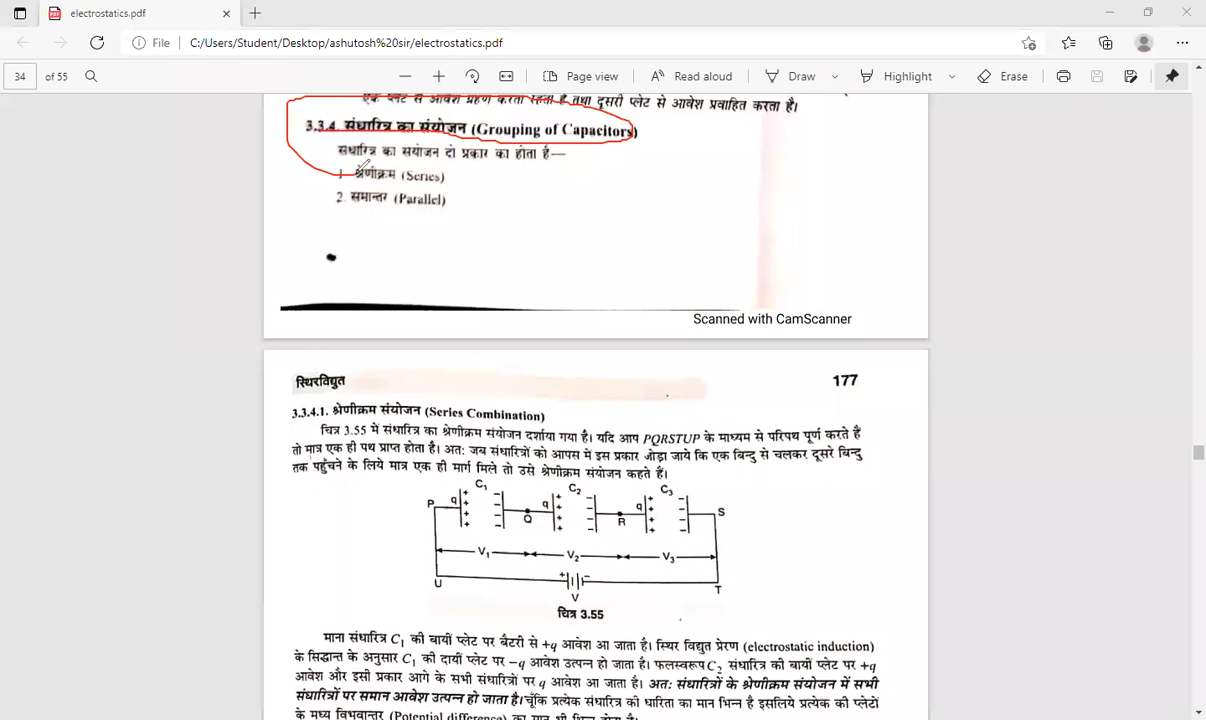 electrostatics.pdf
File C:/Users/Student/Desktop/ashutosh%20sir/electrostatics.pdf
34 of 55 Page view Read aloud Draw Highlight Erase
एक प्लेट से आवेश ग्रहण करता रहता है तथा दूसरी प्लेट से आवेश प्रवाहित करता है।
3.3.4. संधारित्र का संयोजन (Grouping of Capacitors)
संधारित्र का संयोजन दो प्रकार का होता है—
1. श्रेणीक्रम (Series)
2. समान्तर (Parallel)
Scanned with CamScanner
स्थिरविद्युत 177
3.3.4.1. श्रेणीक्रम संयोजन (Series Combination)
चित्र 3.55 में संधारित्र का श्रेणीक्रम संयोजन दर्शाया गया है। यदि आप PQRSTUP के माध्यम से परिपथ पूर्ण करते हैं
तो मात्र एक ही पथ प्राप्त होता है। अत: जब संधारित्रों को आपस में इस प्रकार जोड़ा जाये कि एक बिन्दु से चलकर दूसरे बिन्दु
तक पहुँचने के लिये मात्र एक ही मार्ग मिले तो उसे श्रेणीक्रम संयोजन कहते हैं।
C1 C2 C3
P q + + + + + - - - - - Q q + + + + - - - - R q + + + + - - - - S
V1 V2 V3
U + - T
V
चित्र 3.55
माना संधारित्र C1 की बायीं प्लेट पर बैटरी से +q आवेश आ जाता है। स्थिर विद्युत प्रेरण (electrostatic induction)
के सिद्धान्त के अनुसार C1 की दायीं प्लेट पर –q आवेश उत्पन्न हो जाता है। फलस्वरूप C2 संधारित्र की बायीं प्लेट पर +q
आवेश और इसी प्रकार आगे के सभी संधारित्रों पर q आवेश आ जाता है। अत: संधारित्रों के श्रेणीक्रम संयोजन में सभी
संधारित्रों पर समान आवेश उत्पन्न हो जाता है। चूँकि प्रत्येक संधारित्र की धारिता का मान भिन्न है इसलिये प्रत्येक की प्लेटों
के मध्य विभवान्तर (Potential difference) का मान भी भिन्न होता है।